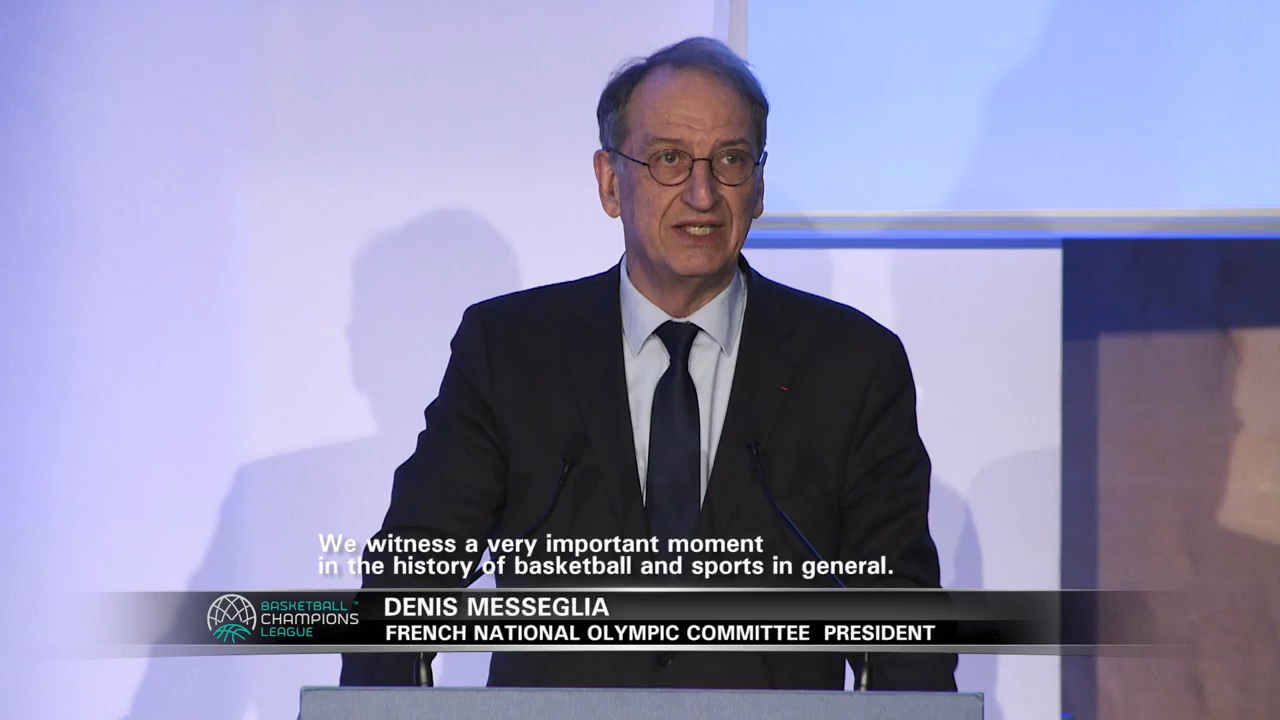 We witness a very important moment
in the history of basketball and sports in general.
BASKETBALL™
CHAMPIONS
LEAGUE
DENIS MESSEGLIA
FRENCH NATIONAL OLYMPIC COMMITTEE PRESIDENT